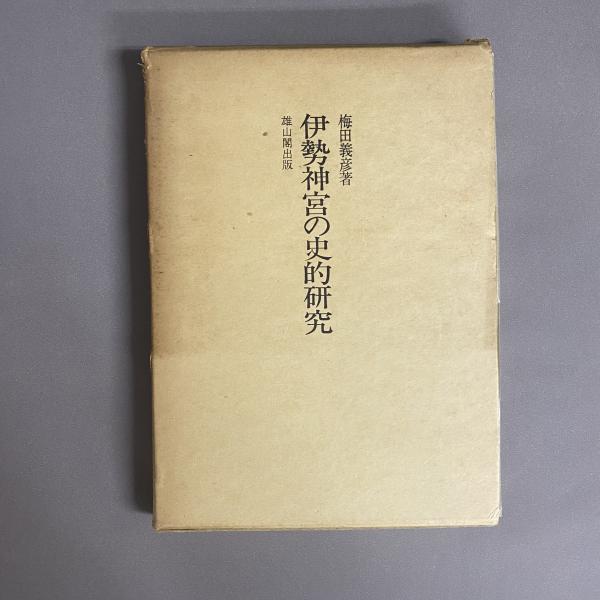 梅田義彦著
伊勢神宮の史的研究
雄山閣出版